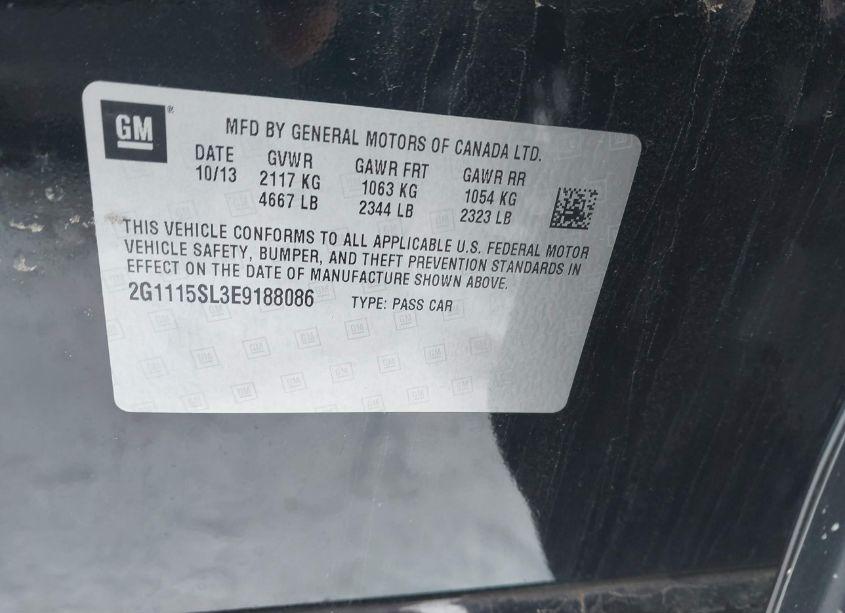 GM®
MFD BY GENERAL MOTORS OF CANADA LTD.
DATE GVWR GAWR FRT GAWR RR
10/13 2117 KG 1063 KG 1054 KG
4667 LB 2344 LB 2323 LB
THIS VEHICLE CONFORMS TO ALL APPLICABLE U.S. FEDERAL MOTOR
VEHICLE SAFETY, BUMPER, AND THEFT PREVENTION STANDARDS IN
EFFECT ON THE DATE OF MANUFACTURE SHOWN ABOVE.
2G1115SL3E9188086 TYPE: PASS CAR